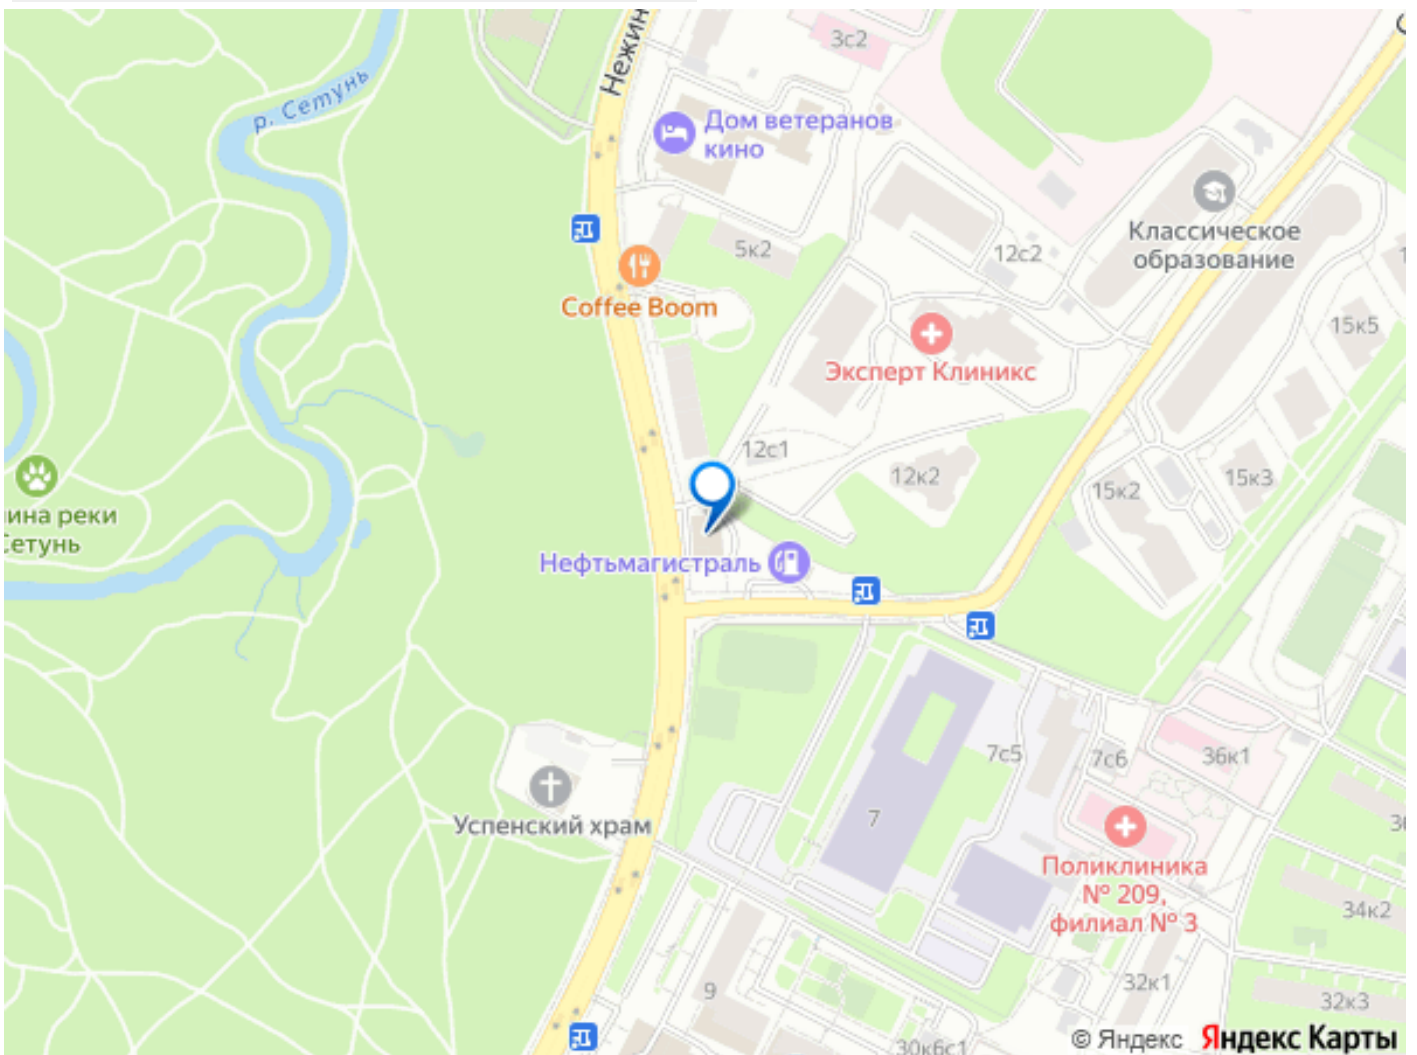 Нежин
3с2
р. Сетунь
Дом ветеранов
кино
5к2
12с2
Классическое
образование
Coffee Boom
15к5
Эксперт Клиникс
12с1
12к2
15к2
15к3
ина реки
Сетунь
Нефтьмагистраль
7с5
7с6
36к1
Успенский храм
7
Поликлиника
№ 209,
филиал № 3
34к2
9
32к1
32к3
30к6с1
© Яндекс Яндекс Карты